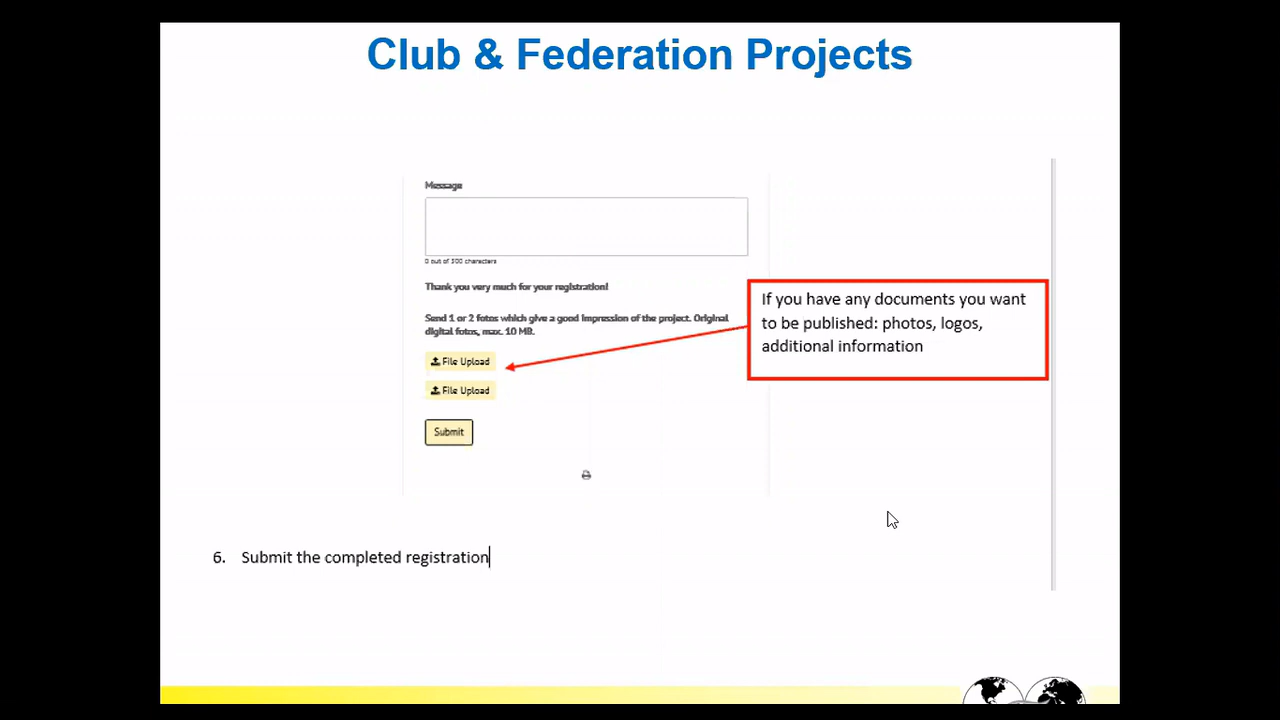 Club & Federation Projects
Message
0 out of 300 characters
Thank you very much for your registration!
Send 1 or 2 fotos which give a good impression of the project. Original
digital fotos, max. 10 MB.
File Upload
File Upload
Submit
If you have any documents you want
to be published: photos, logos,
additional information
6. Submit the completed registration